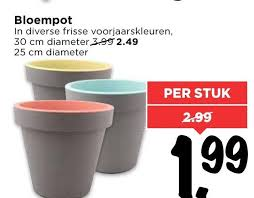 Bloempot
In diverse frisse voorjaarskleuren,
30 cm diameter 3.99 2.49
25 cm diameter
PER STUK
2.99
1.99